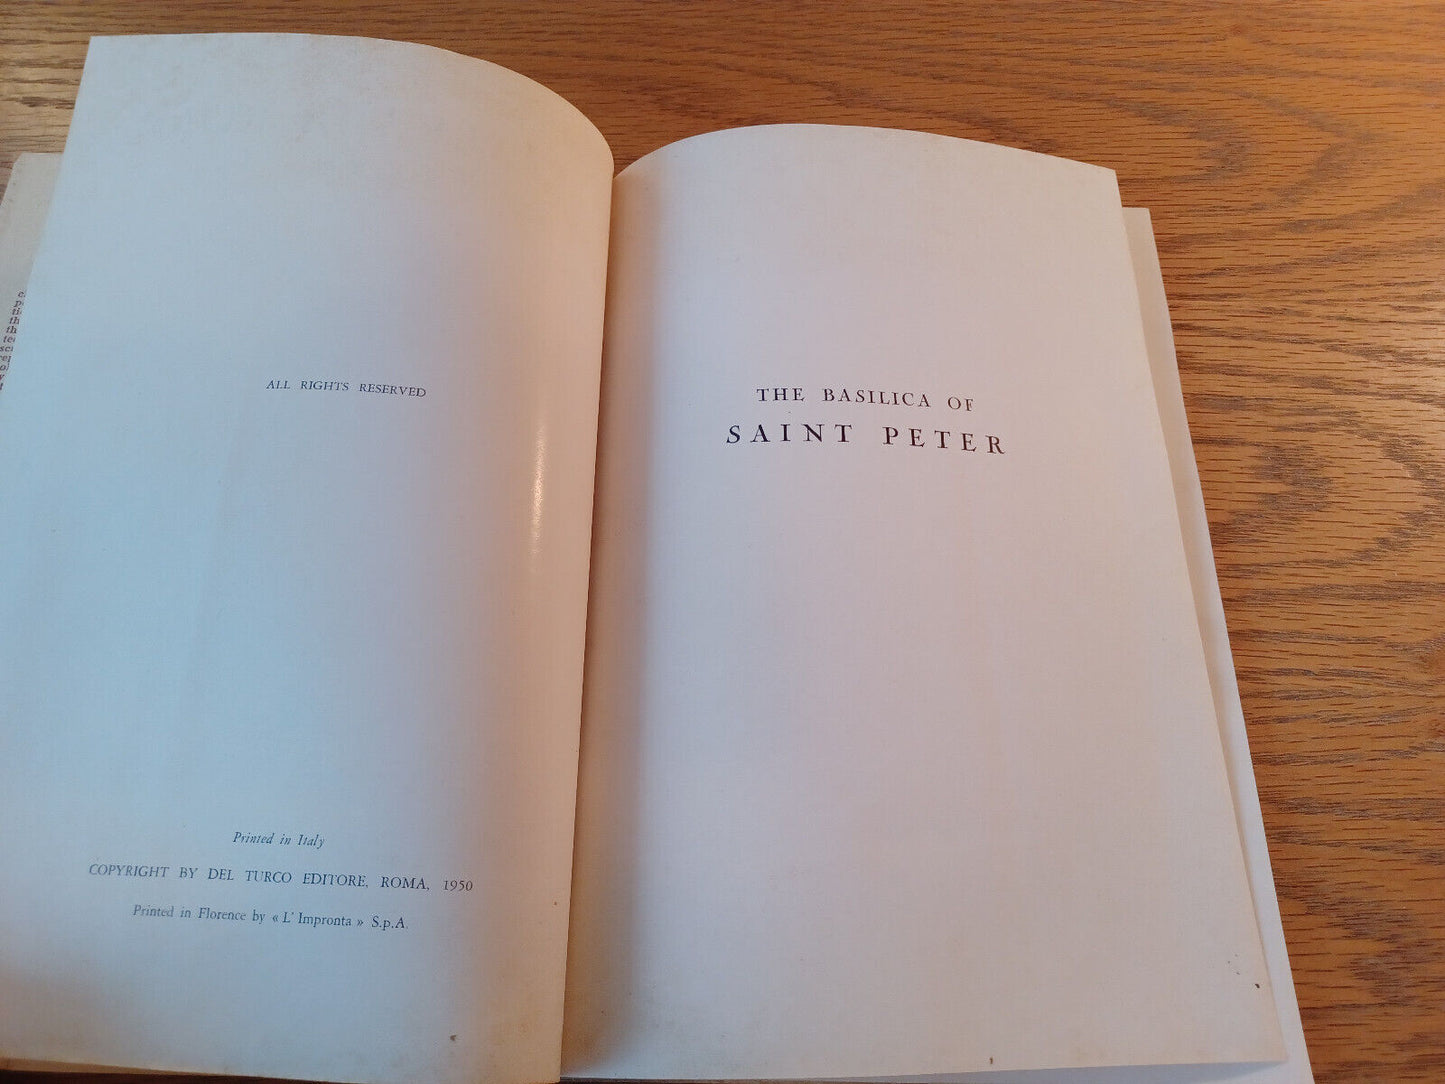 ALL RIGHTS RESERVED
Printed in Italy
COPYRIGHT BY DEL TURCO EDITORE, ROMA, 1950
Printed in Florence by « L' Impronta » S.p.A.
THE BASILICA OF
SAINT PETER